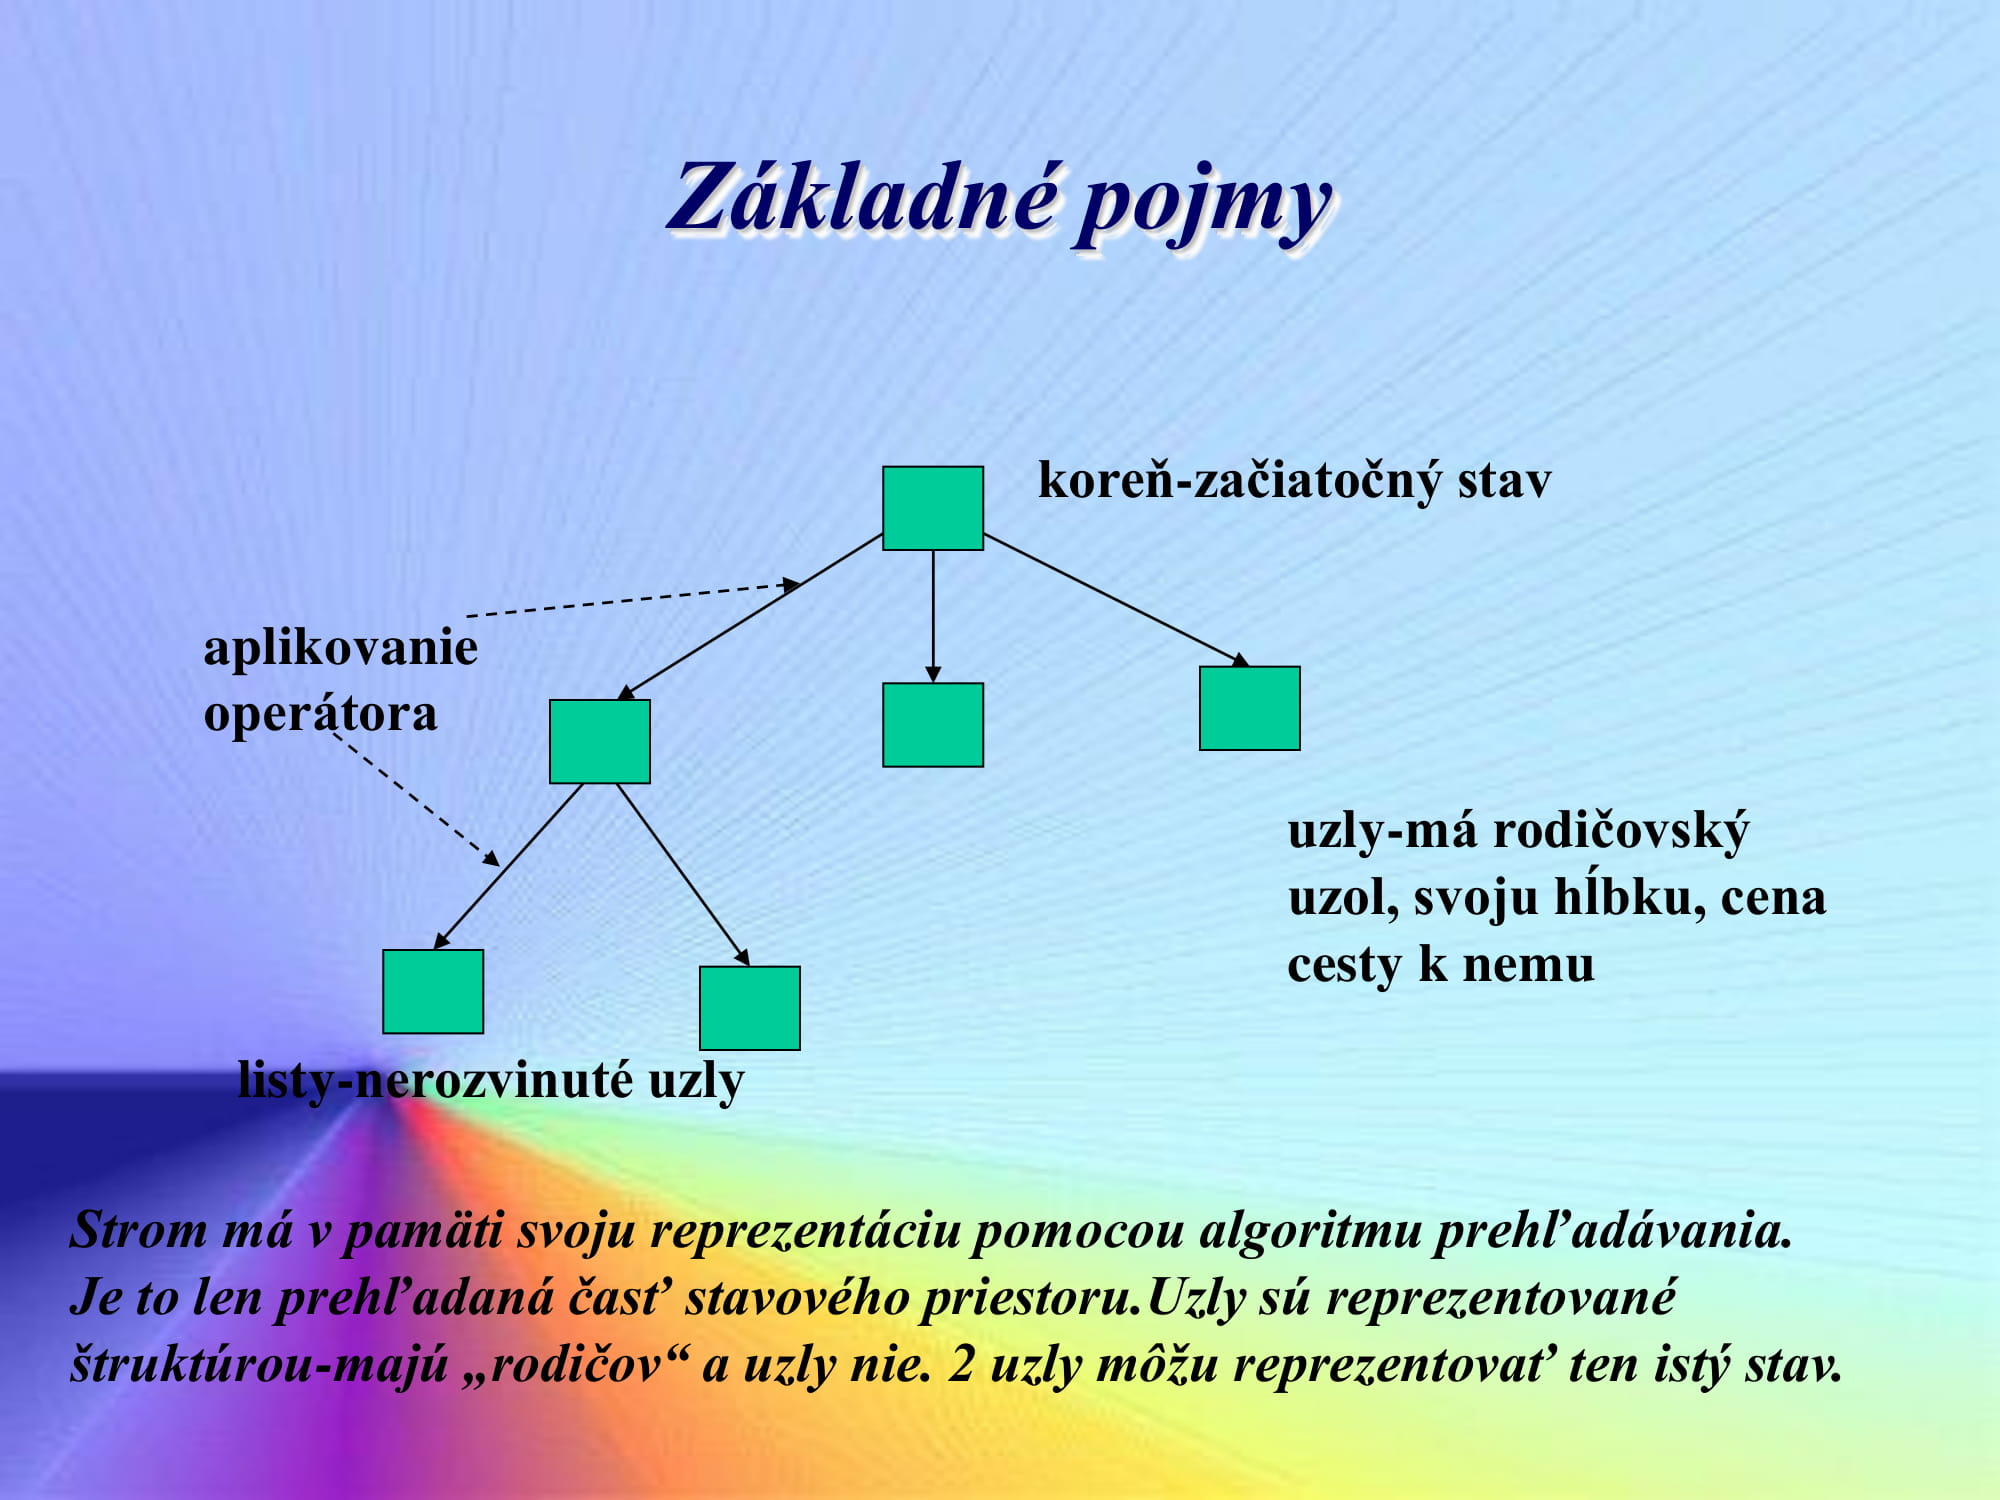 Základné pojmy
koreň-začiatočný stav
aplikovanie
operátora
uzly-má rodičovský
uzol, svoju hĺbku, cena
cesty k nemu
listy-nerozvinuté uzly
Strom má v pamäti svoju reprezentáciu pomocou algoritmu prehľadávania.
Je to len prehľadaná časť stavového priestoru.Uzly sú reprezentované
štruktúrou-majú „rodičov“ a uzly nie. 2 uzly môžu reprezentovať ten istý stav.